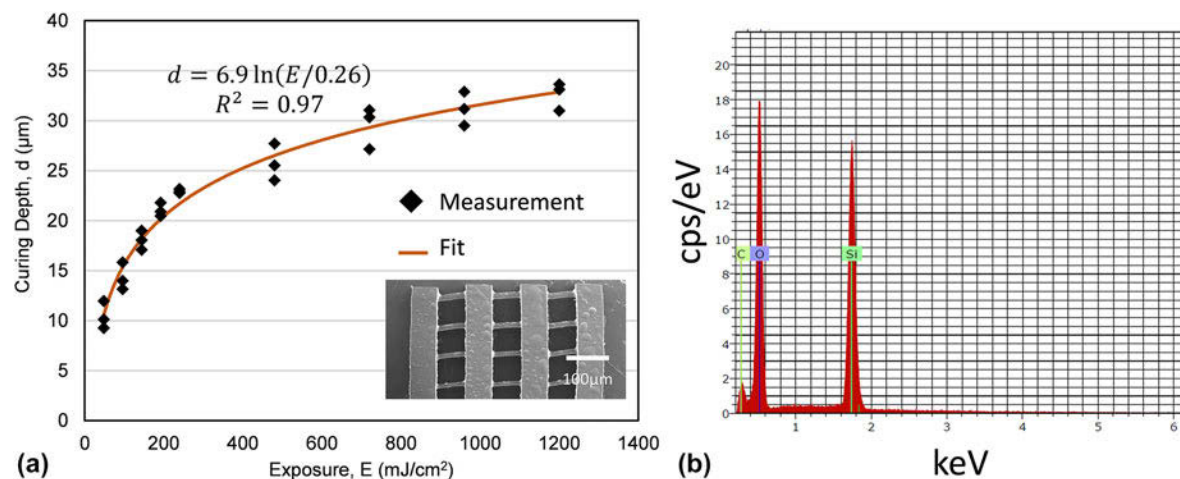 40
35
30
25
20
15
10
5
0
Curing Depth, d (µm)
d = 6.9 ln(E/0.26)
R² = 0.97
Measurement
Fit
100µm
0 200 400 600 800 1000 1200 1400
Exposure, E (mJ/cm²)
(a)
20
18
16
14
12
10
8
6
4
2
0
cps/eV
C O Si
1 2 3 4 5 6
keV
(b)